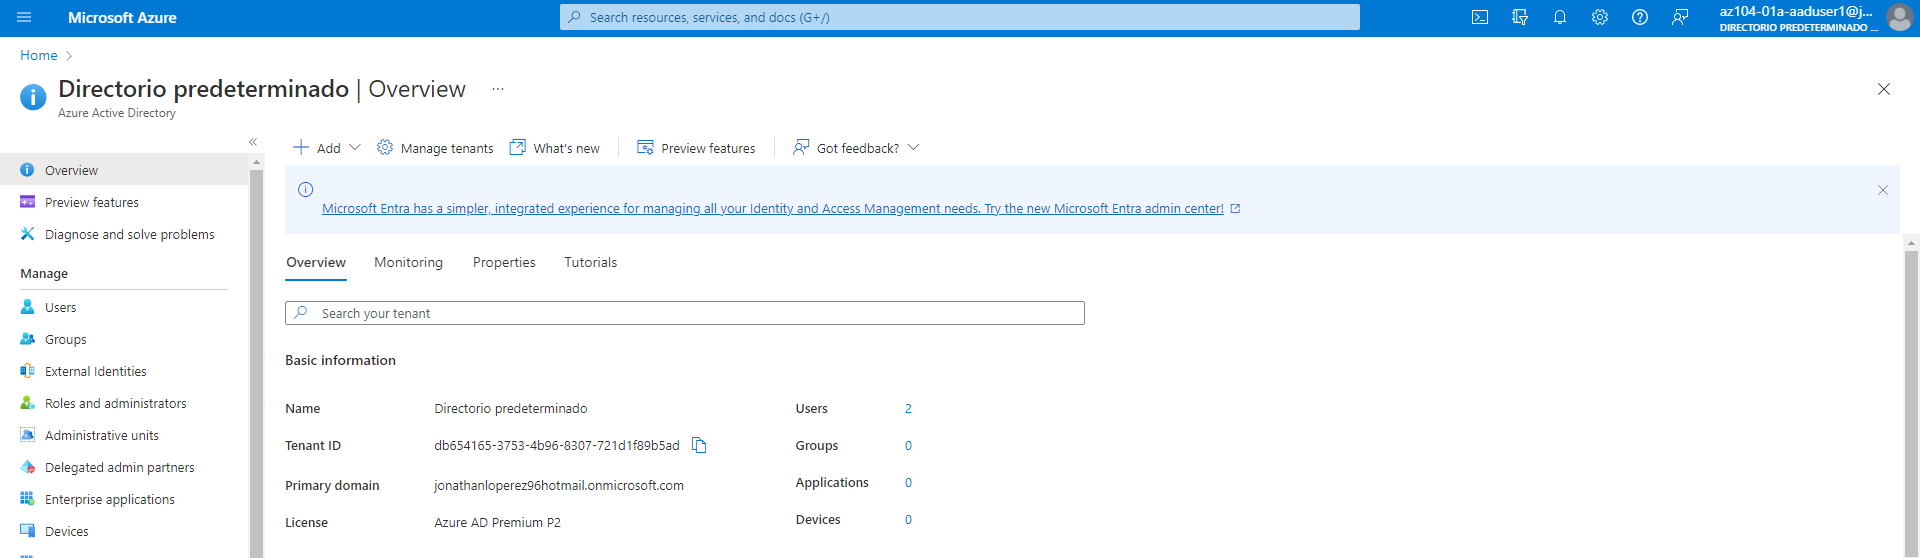 Microsoft Azure
Search resources, services, and docs (G+/)
az104-01a-aaduser1@j...
DIRECTORIO PREDETERMINADO ...
Home
Directorio predeterminado | Overview ...
Azure Active Directory
Overview
Preview features
Diagnose and solve problems
Manage
Users
Groups
External Identities
Roles and administrators
Administrative units
Delegated admin partners
Enterprise applications
Devices
Add Manage tenants What's new Preview features Got feedback?
Microsoft Entra has a simpler, integrated experience for managing all your Identity and Access Management needs. Try the new Microsoft Entra admin center!
Overview Monitoring Properties Tutorials
Search your tenant
Basic information
Name Directorio predeterminado Users 2
Tenant ID db654165-3753-4b96-8307-721d1f89b5ad Groups 0
Primary domain jonathanloperez96hotmail.onmicrosoft.com Applications 0
License Azure AD Premium P2 Devices 0